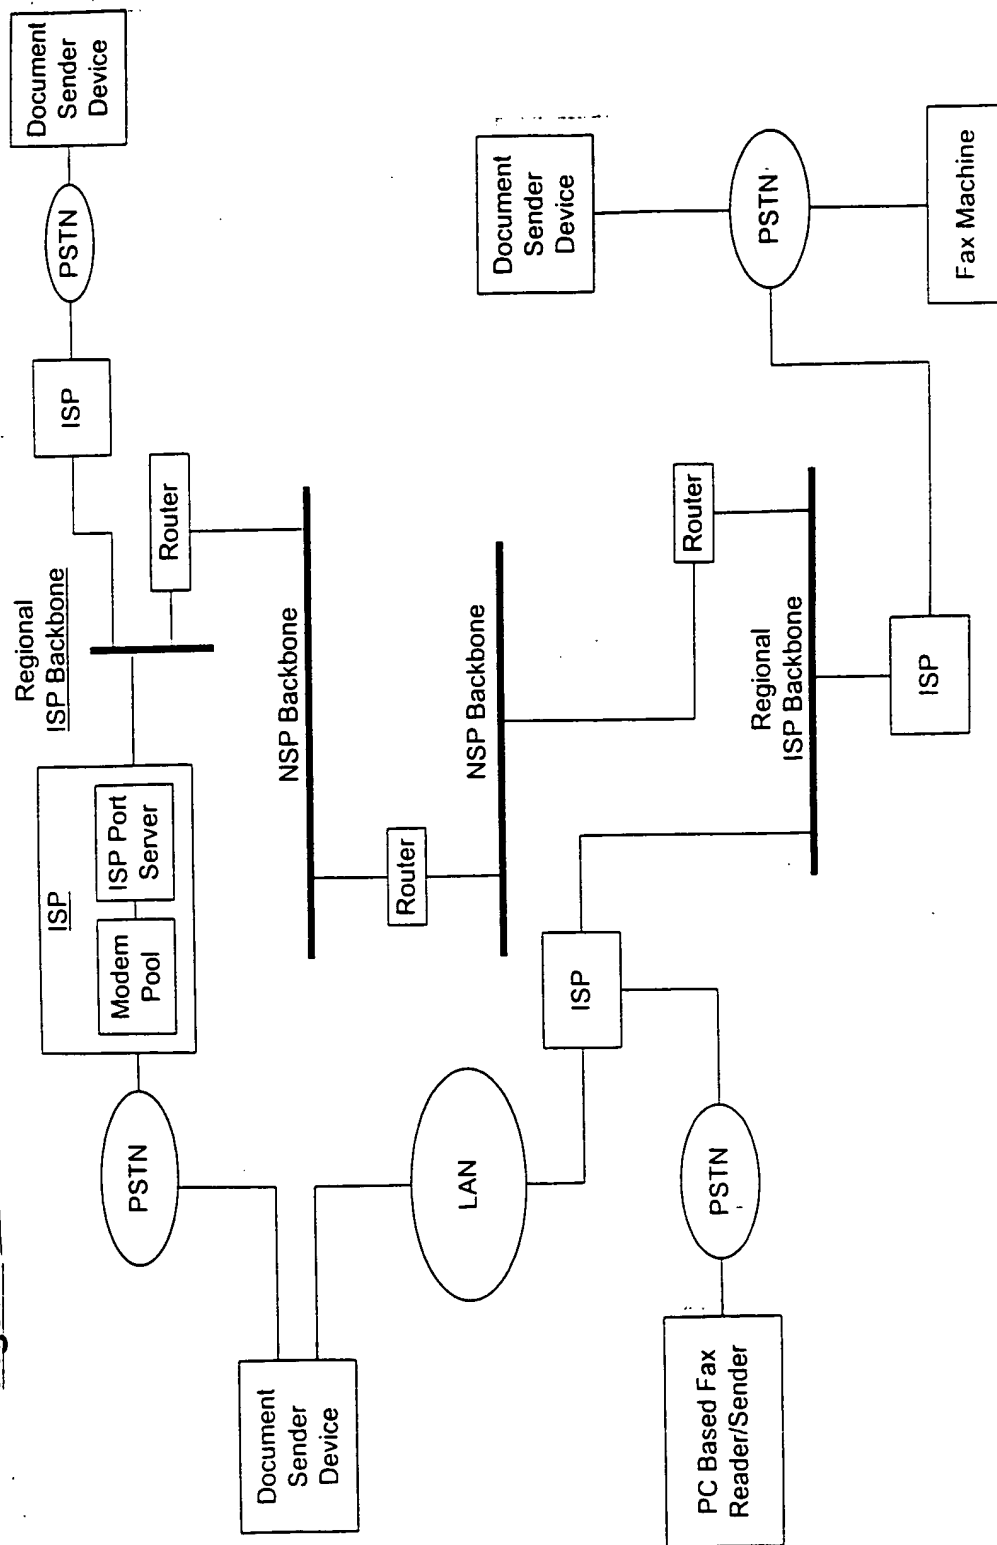 Regional
ISP Backbone
Document
Sender
Device
PSTN
ISP
ISP
Modem
Pool
ISP Port
Server
PSTN
Router
Document
Sender
Device
NSP Backbone
Router
LAN
NSP Backbone
Document
Sender
Device
ISP
Router
PC Based Fax
Reader/Sender
PSTN
Regional
ISP Backbone
PSTN
ISP
Fax Machine